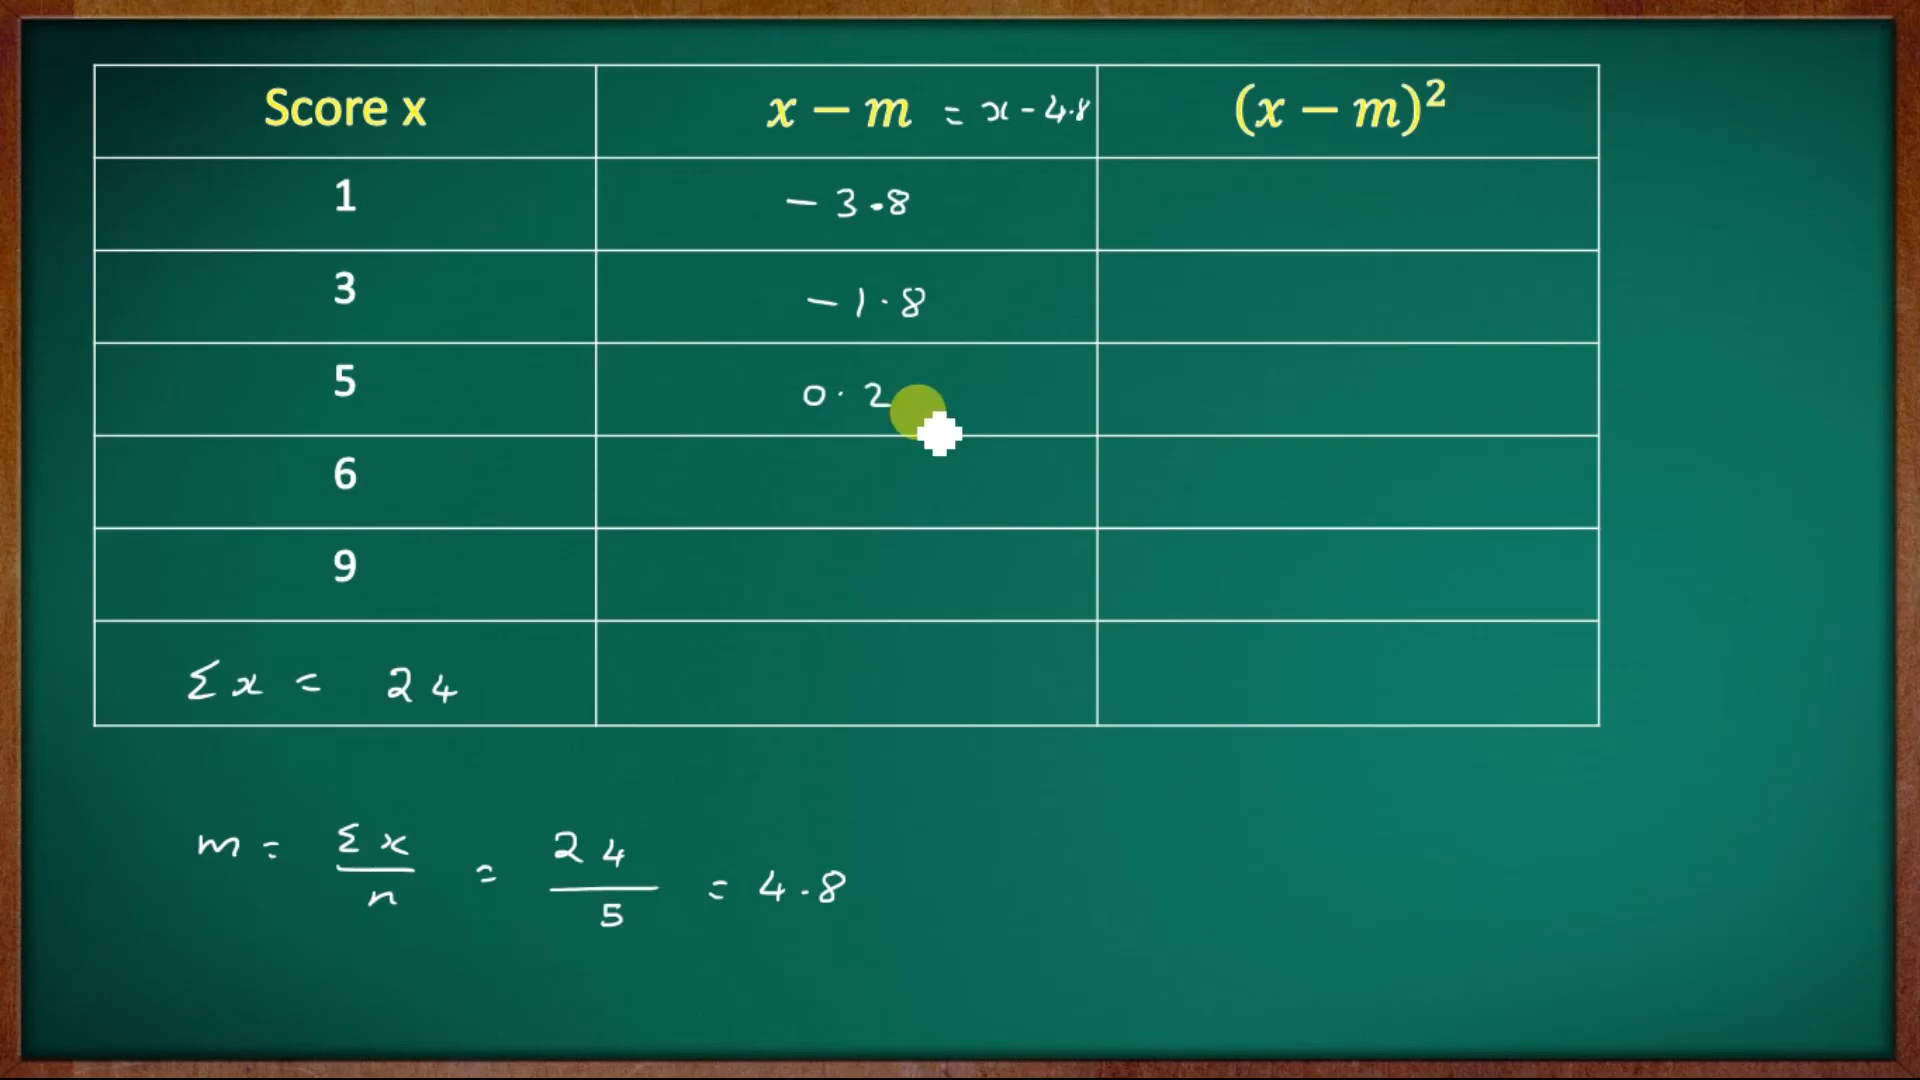 Score x x − m = x − 4.8 (x − m)²
1 − 3.8
3 − 1.8
5 0.2
6
9
Σx = 24
m = Σx/n = 24/5 = 4.8